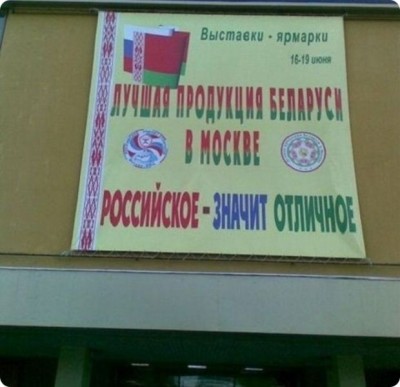 Выставки - ярмарки
16-19 июня
ЛУЧШАЯ ПРОДУКЦИЯ БЕЛАРУСИ
В МОСКВЕ
РОССИЙСКОЕ - ЗНАЧИТ ОТЛИЧНОЕ